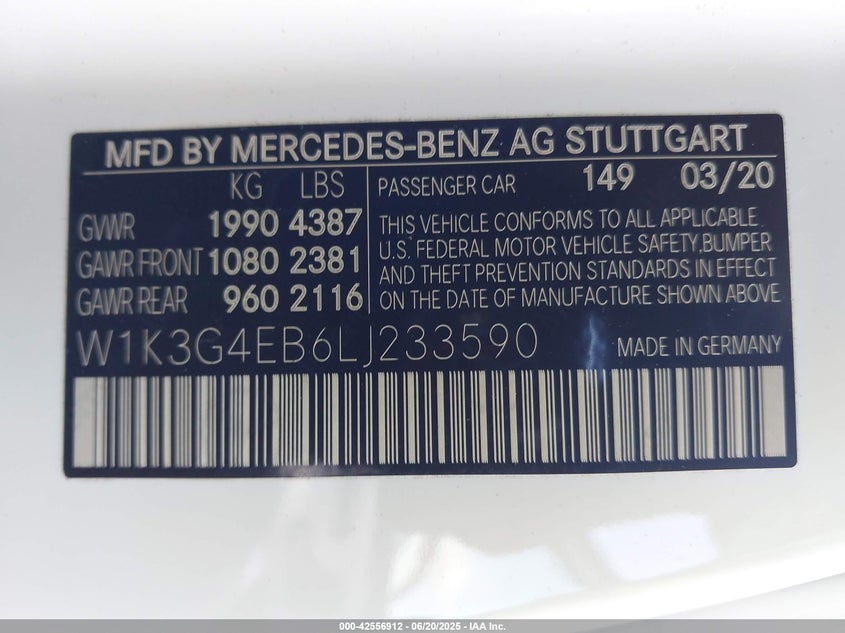 MFD BY MERCEDES-BENZ AG STUTTGART
KG LBS
GVWR 1990 4387
GAWR FRONT 1080 2381
GAWR REAR 960 2116
PASSENGER CAR 149 03/20
THIS VEHICLE CONFORMS TO ALL APPLICABLE
U.S. FEDERAL MOTOR VEHICLE SAFETY,BUMPER
AND THEFT PREVENTION STANDARDS IN EFFECT
ON THE DATE OF MANUFACTURE SHOWN ABOVE
W1K3G4EB6LJ233590 MADE IN GERMANY
000-42556912 - 06/20/2025 - IAA Inc.